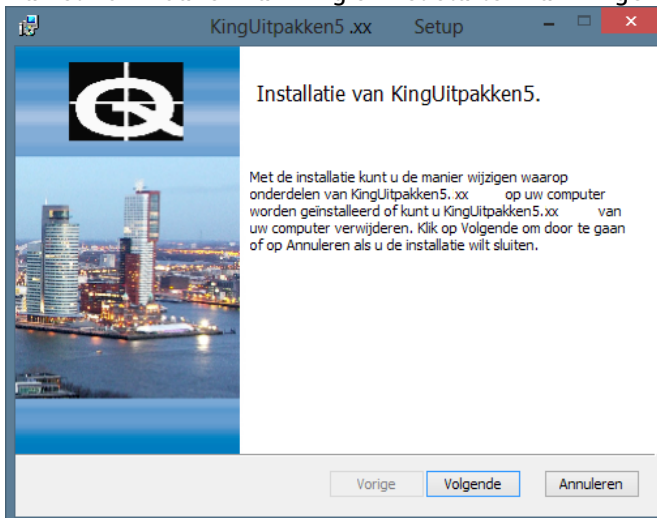 KingUitpakken5 .xx Setup
Installatie van KingUitpakken5.
Met de installatie kunt u de manier wijzigen waarop
onderdelen van KingUitpakken5. xx op uw computer
worden geïnstalleerd of kunt u KingUitpakken5.xx van
uw computer verwijderen. Klik op Volgende om door te gaan
of op Annuleren als u de installatie wilt sluiten.
Vorige Volgende Annuleren